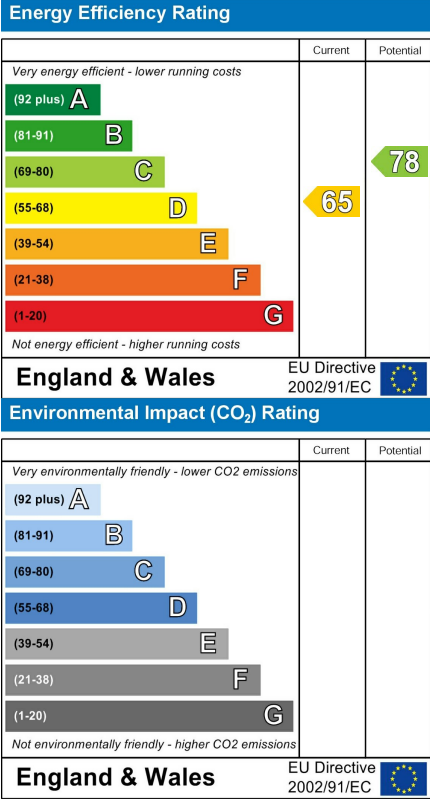 Energy Efficiency Rating
Current Potential
Very energy efficient - lower running costs
(92 plus) A
(81-91) B
(69-80) C
78
(55-68) D
65
(39-54) E
(21-38) F
(1-20) G
Not energy efficient - higher running costs
England & Wales
EU Directive
2002/91/EC
Environmental Impact (CO₂) Rating
Current Potential
Very environmentally friendly - lower CO2 emissions
(92 plus) A
(81-91) B
(69-80) C
(55-68) D
(39-54) E
(21-38) F
(1-20) G
Not environmentally friendly - higher CO2 emissions
England & Wales
EU Directive
2002/91/EC